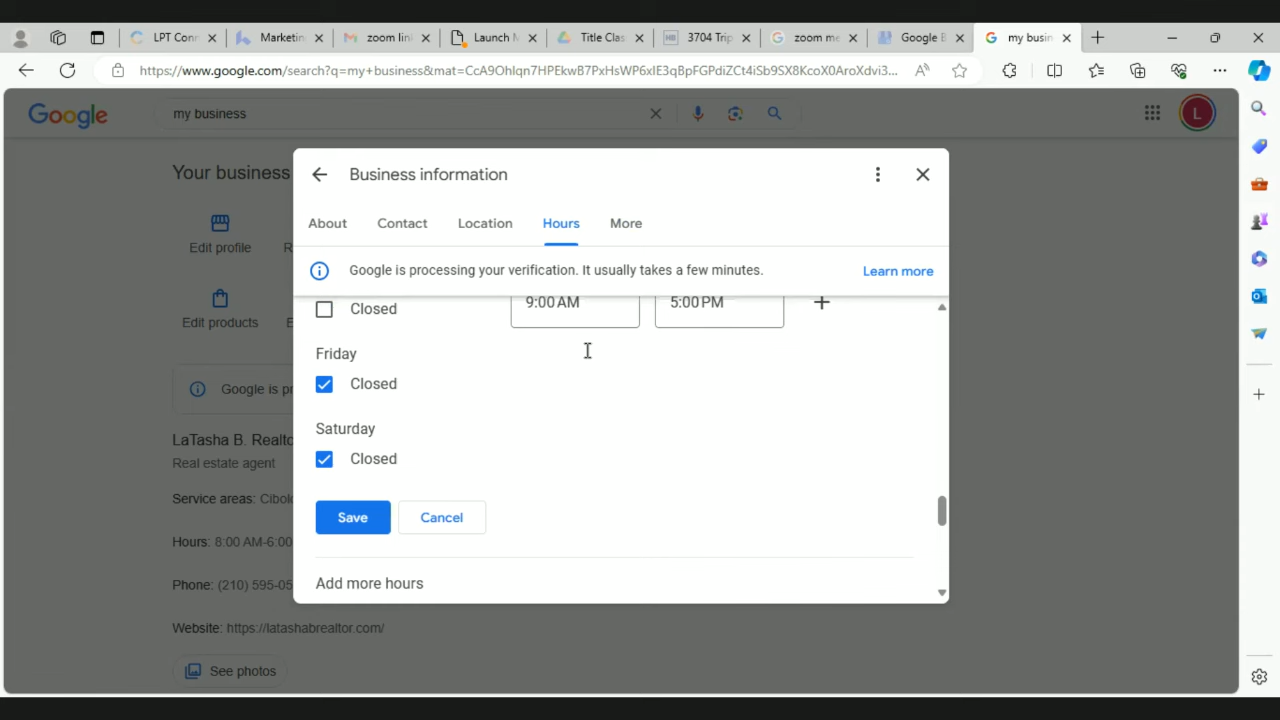 LPT Con
Marketin
zoom lin
Launch
Title Clas
3704 Trip
zoom me
Google B
my busin
https://www.google.com/search?q=my+business&mat=CcA9OhIqn7HPEkwB7PxHsWP6xIE3qBpFGPdiZCt4iSb9SX8KcoX0AroXdvi3...
Google
my business
L
Your business
Business information
About
Contact
Location
Hours
More
Edit profile
R
Google is processing your verification. It usually takes a few minutes.
Learn more
Closed
9:00 AM
5:00 PM
Edit products
E
Friday
Closed
Google is pr
Saturday
LaTasha B. Realto
Closed
Real estate agent
Service areas: Cibolo
Save
Cancel
Hours: 8:00 AM-6:00
Phone: (210) 595-05
Add more hours
Website: https://latashabrealtor.com/
See photos